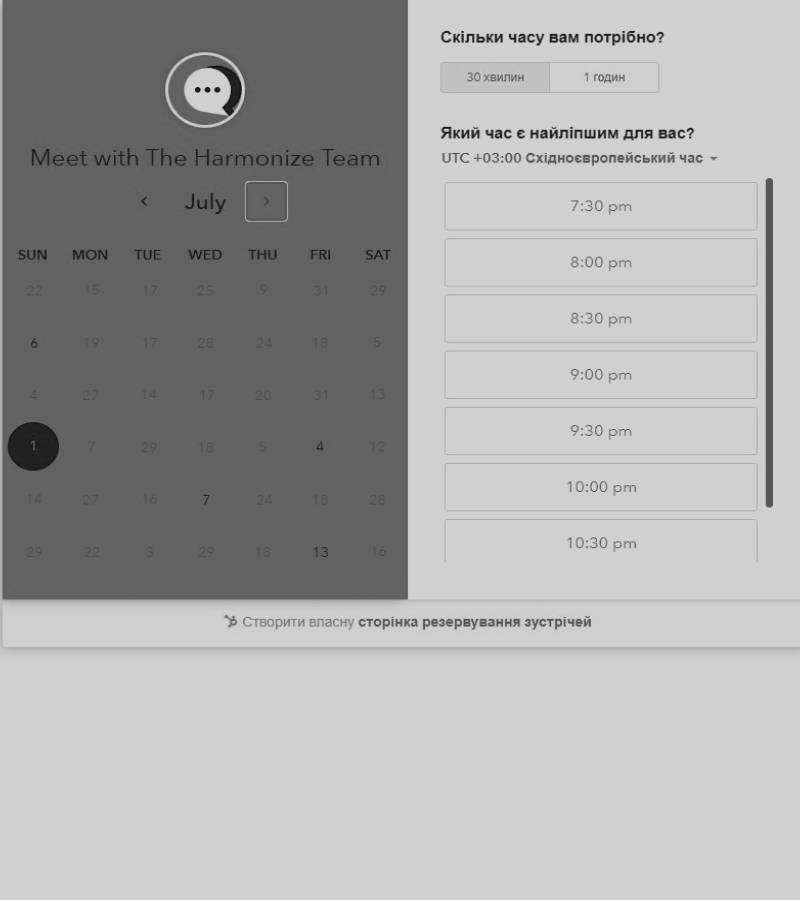 Meet with The Harmonize Team
July
SUN MON TUE WED THU FRI SAT
22 15 17 25 9 31 29
6 19 17 28 24 18 5
4 27 14 17 20 31 13
1 7 29 18 5 4 12
14 27 16 7 24 18 28
29 22 3 29 18 13 16
Скільки часу вам потрібно?
30 хвилин 1 годин
Який час є найліпшим для вас?
UTC +03:00 Східноєвропейський час
7:30 pm
8:00 pm
8:30 pm
9:00 pm
9:30 pm
10:00 pm
10:30 pm
Створити власну сторінка резервування зустрічей